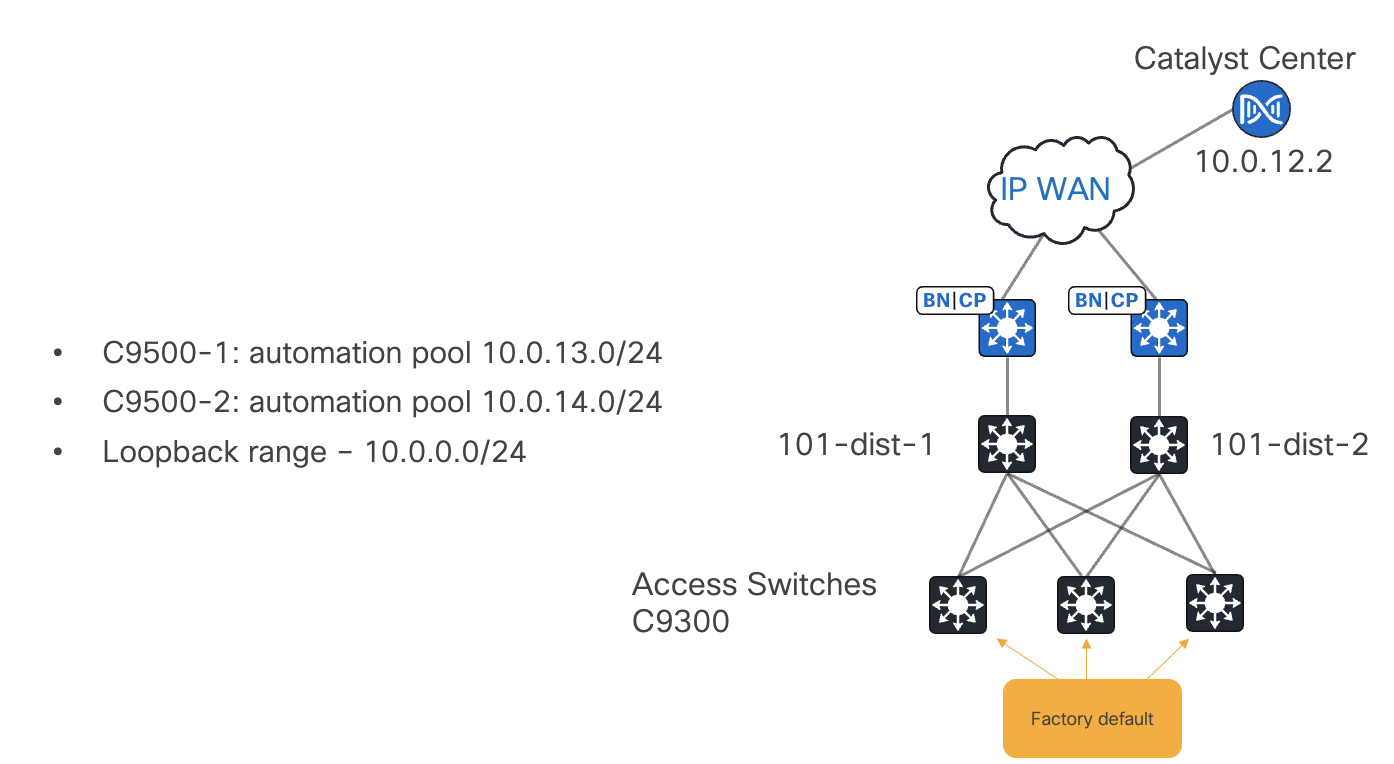 Catalyst Center
10.0.12.2
IP WAN
BN|CP
BN|CP
• C9500-1: automation pool 10.0.13.0/24
• C9500-2: automation pool 10.0.14.0/24
• Loopback range - 10.0.0.0/24
101-dist-1
101-dist-2
Access Switches
C9300
Factory default